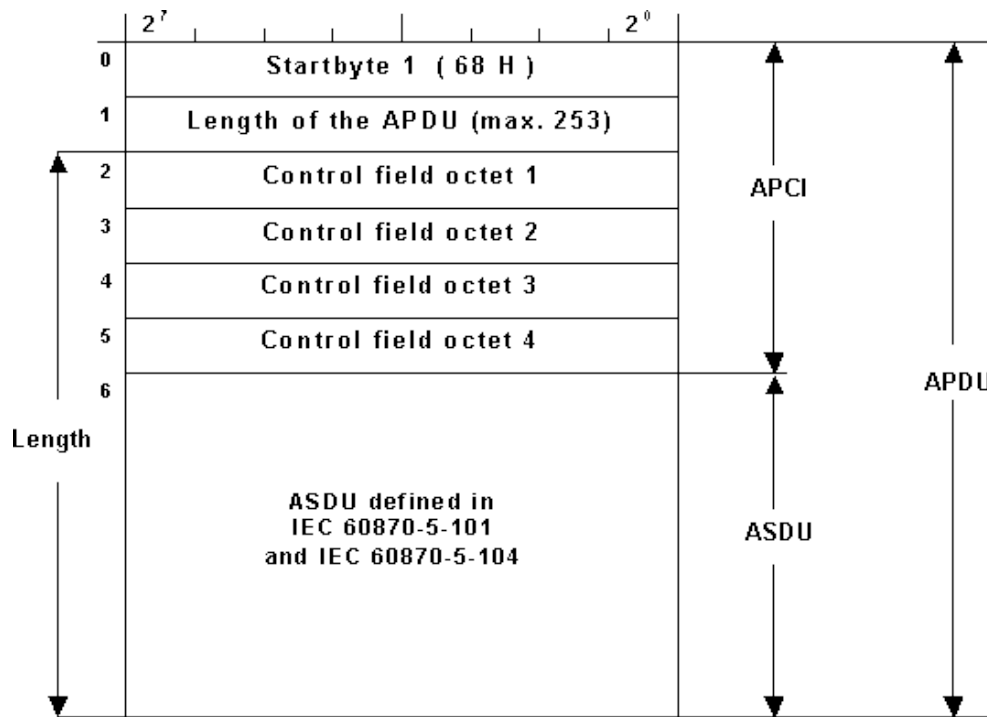 2⁷ 2⁰
0 Startbyte 1 ( 68 H )
1 Length of the APDU (max. 253)
2 Control field octet 1
APCI
3 Control field octet 2
4 Control field octet 3
5 Control field octet 4
6
APDU
Length
ASDU defined in
IEC 60870-5-101
and IEC 60870-5-104
ASDU